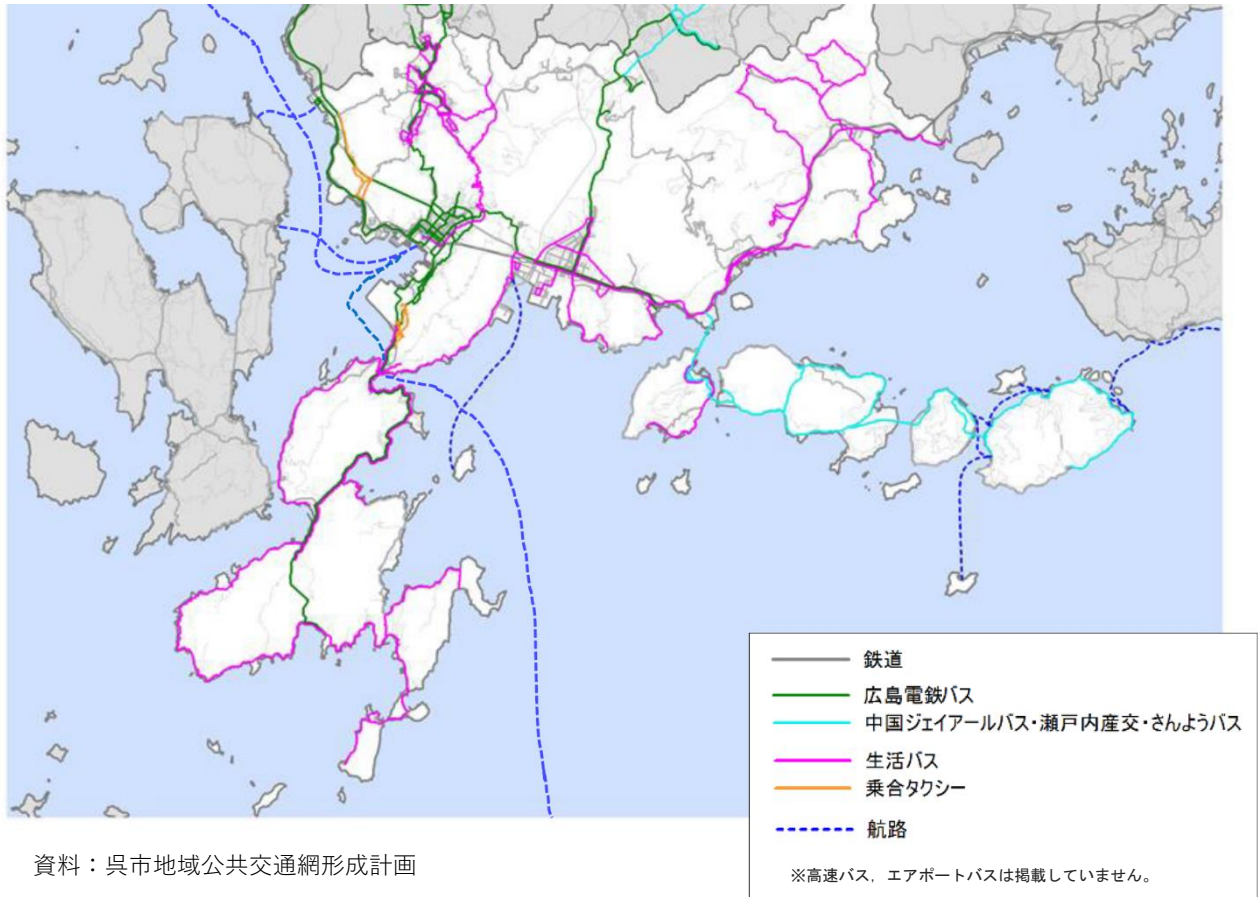 鉄道
広島電鉄バス
中国ジェイアールバス・瀬戸内産交・さんようバス
生活バス
乗合タクシー
航路
※高速バス，エアポートバスは掲載していません。
資料：呉市地域公共交通網形成計画